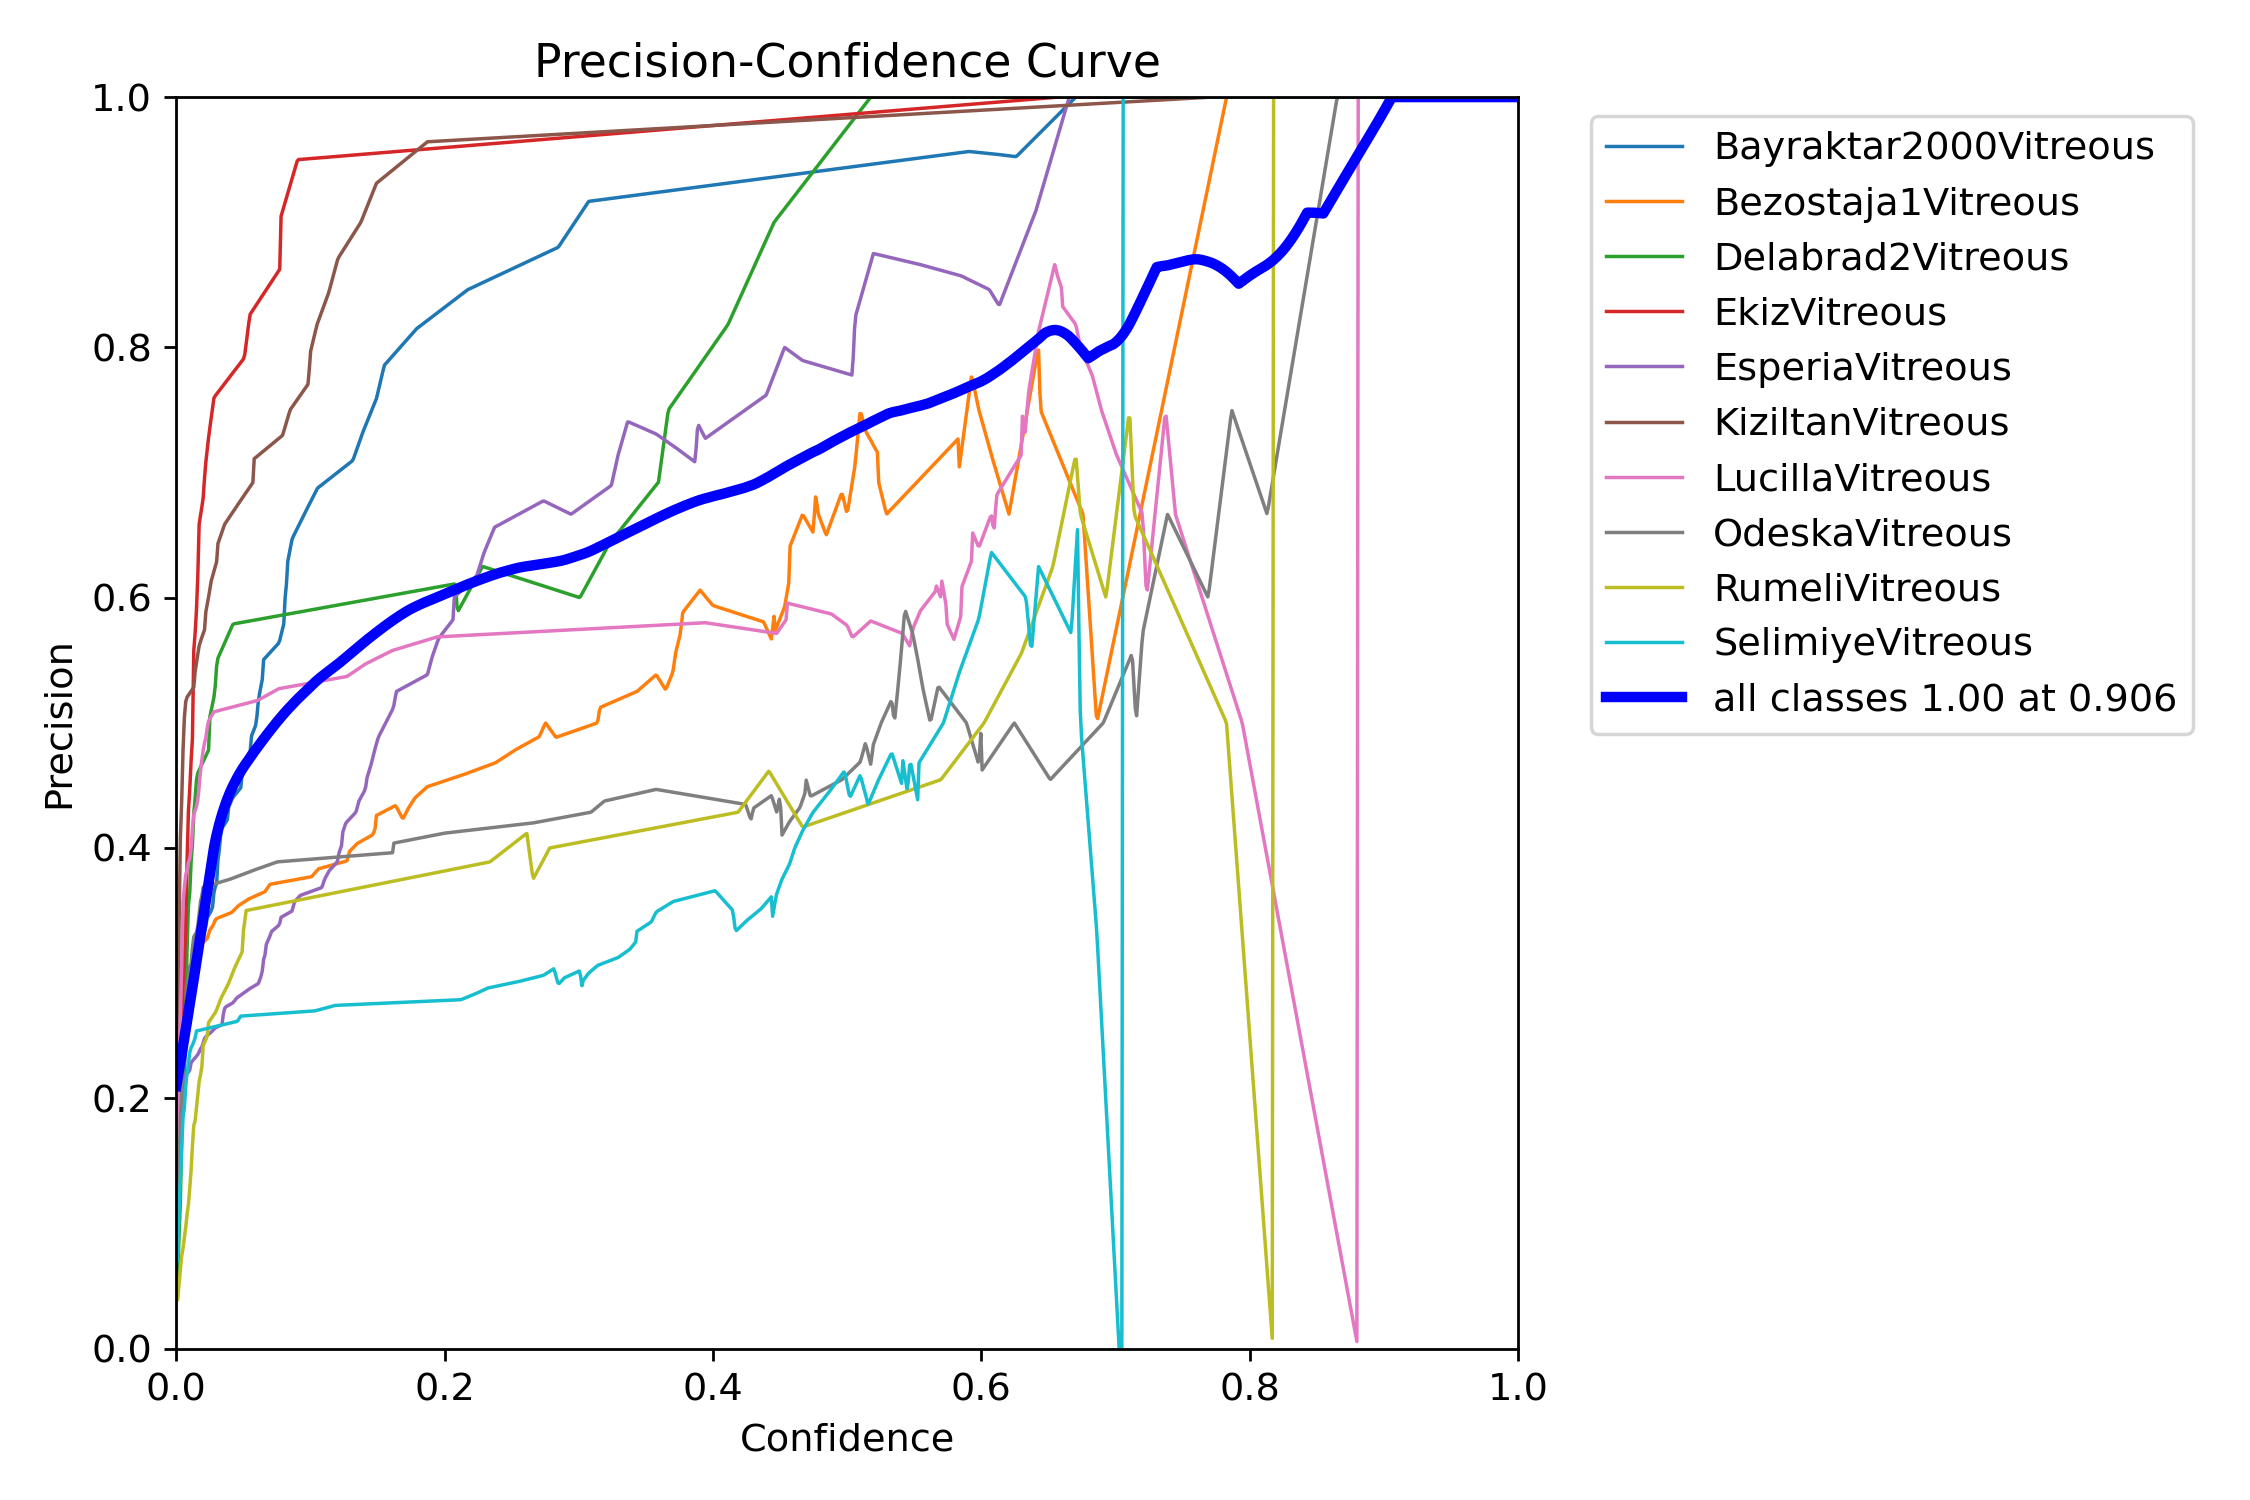 Precision-Confidence Curve
1.0
0.8
0.6
0.4
0.2
0.0
Precision
0.0 0.2 0.4 0.6 0.8 1.0
Confidence
Bayraktar2000Vitreous
Bezostaja1Vitreous
Delabrad2Vitreous
EkizVitreous
EsperiaVitreous
KiziltanVitreous
LucillaVitreous
OdeskaVitreous
RumeliVitreous
SelimiyeVitreous
all classes 1.00 at 0.906